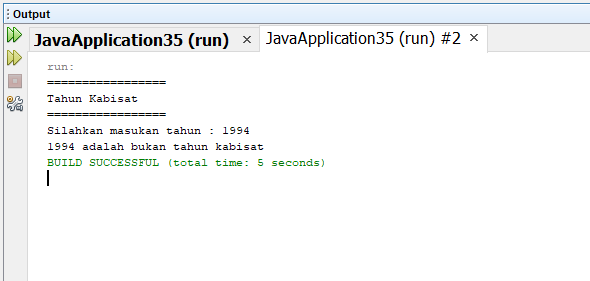 Output
JavaApplication35 (run) × JavaApplication35 (run) #2 ×
run:
=================
Tahun Kabisat
=================
Silahkan masukan tahun : 1994
1994 adalah bukan tahun kabisat
BUILD SUCCESSFUL (total time: 5 seconds)